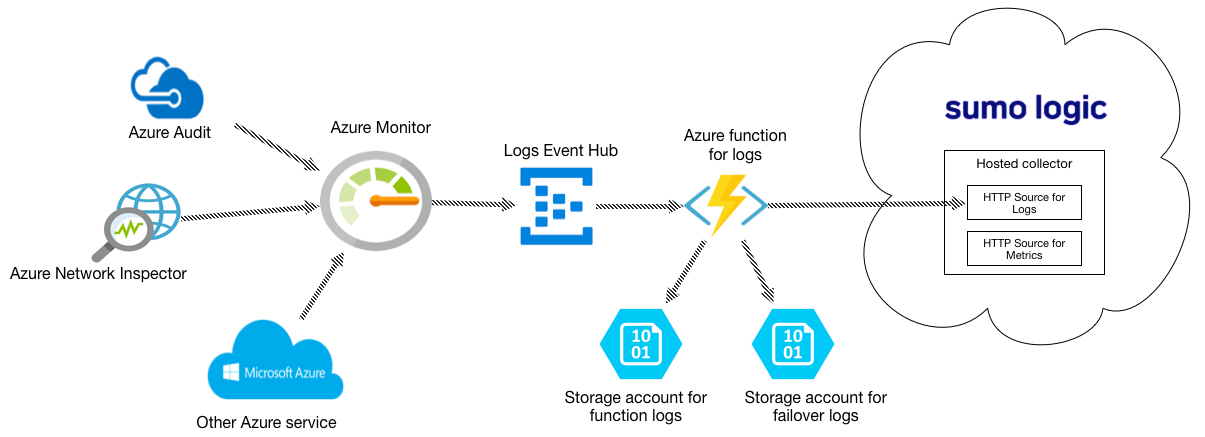 Azure Audit
Azure Monitor
Azure Network Inspector
Microsoft Azure
Other Azure service
Logs Event Hub
Azure function
for logs
10
01
Storage account for
function logs
10
01
Storage account for
failover logs
sumo logic
Hosted collector
HTTP Source for
Logs
HTTP Source for
Metrics